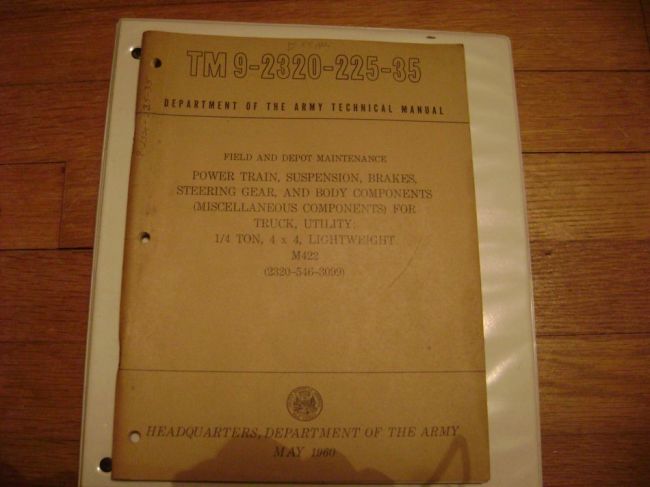 TM 9-2320-225-35
DEPARTMENT OF THE ARMY TECHNICAL MANUAL
FIELD AND DEPOT MAINTENANCE
POWER TRAIN, SUSPENSION, BRAKES,
STEERING GEAR, AND BODY COMPONENTS
(MISCELLANEOUS COMPONENTS) FOR
TRUCK, UTILITY:
1/4 TON, 4 x 4, LIGHTWEIGHT
M422
(2320-546-3099)
HEADQUARTERS, DEPARTMENT OF THE ARMY
MAY 1960